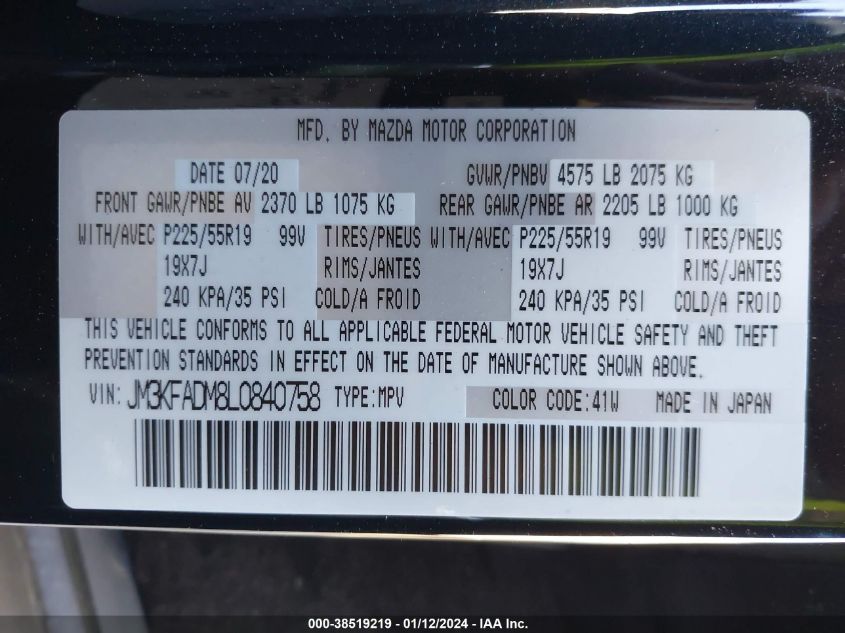 MFD. BY MAZDA MOTOR CORPORATION
DATE 07/20 GVWR/PNBV 4575 LB 2075 KG
FRONT GAWR/PNBE AV 2370 LB 1075 KG REAR GAWR/PNBE AR 2205 LB 1000 KG
WITH/AVEC P225/55R19 99V TIRES/PNEUS WITH/AVEC P225/55R19 99V TIRES/PNEUS
19X7J RIMS/JANTES 19X7J RIMS/JANTES
240 KPA/35 PSI COLD/A FROID 240 KPA/35 PSI COLD/A FROID
THIS VEHICLE CONFORMS TO ALL APPLICABLE FEDERAL MOTOR VEHICLE SAFETY AND THEFT
PREVENTION STANDARDS IN EFFECT ON THE DATE OF MANUFACTURE SHOWN ABOVE.
VIN: JM3KFADM8L0840758 TYPE:MPV COLOR CODE:41W MADE IN JAPAN
000-38519219 - 01/12/2024 - IAA Inc.